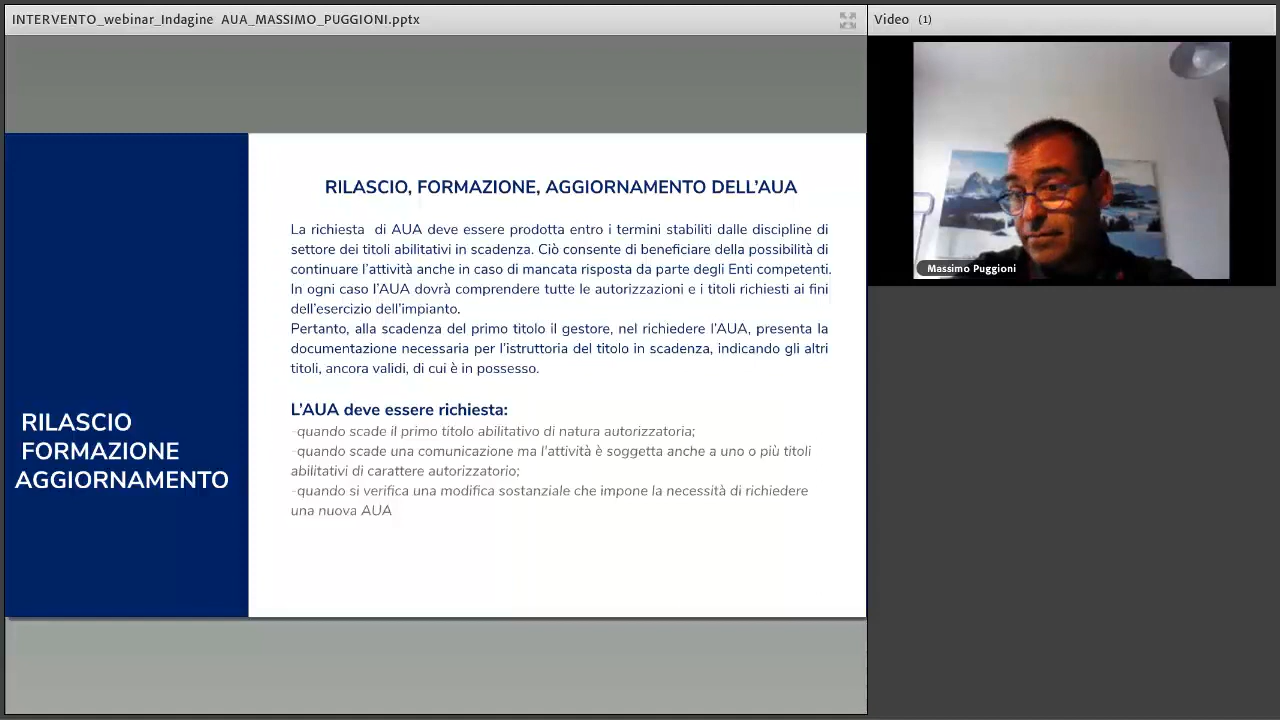 INTERVENTO_webinar_Indagine AUA_MASSIMO_PUGGIONI.pptx
Video (1)
Massimo Puggioni
RILASCIO
FORMAZIONE
AGGIORNAMENTO
RILASCIO, FORMAZIONE, AGGIORNAMENTO DELL'AUA
La richiesta di AUA deve essere prodotta entro i termini stabiliti dalle discipline di
settore dei titoli abilitativi in scadenza. Ciò consente di beneficiare della possibilità di
continuare l'attività anche in caso di mancata risposta da parte degli Enti competenti.
In ogni caso l'AUA dovrà comprendere tutte le autorizzazioni e i titoli richiesti ai fini
dell'esercizio dell'impianto.
Pertanto, alla scadenza del primo titolo il gestore, nel richiedere l'AUA, presenta la
documentazione necessaria per l'istruttoria del titolo in scadenza, indicando gli altri
titoli, ancora validi, di cui è in possesso.
L'AUA deve essere richiesta:
-quando scade il primo titolo abilitativo di natura autorizzatoria;
-quando scade una comunicazione ma l'attività è soggetta anche a uno o più titoli
abilitativi di carattere autorizzatorio;
-quando si verifica una modifica sostanziale che impone la necessità di richiedere
una nuova AUA